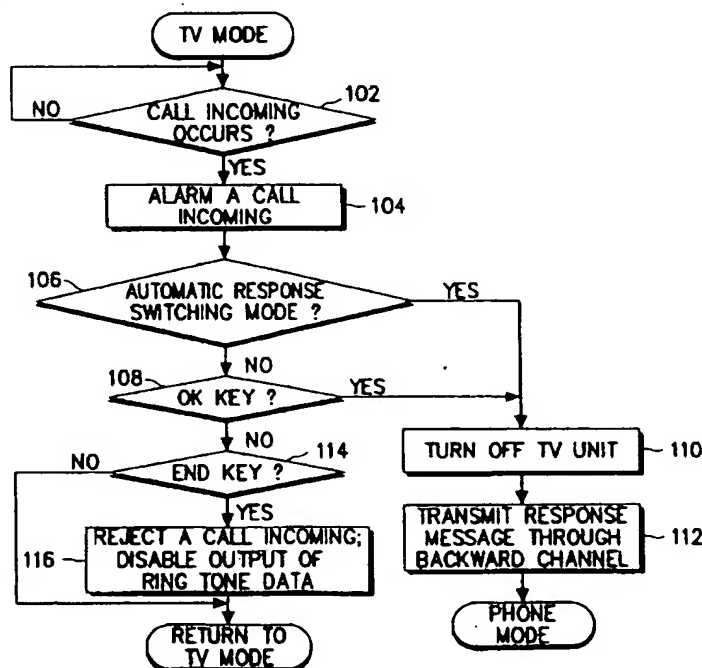 TV MODE
102
NO
CALL INCOMING
OCCURS ?
YES
ALARM A CALL
INCOMING
104
106
AUTOMATIC RESPONSE
SWITCHING MODE ?
YES
NO
108
OK KEY ?
YES
NO
114
NO
END KEY ?
YES
TURN OFF TV UNIT
110
116
REJECT A CALL INCOMING;
DISABLE OUTPUT OF
RING TONE DATA
TRANSMIT RESPONSE
MESSAGE THROUGH
BACKWARD CHANNEL
112
RETURN TO
TV MODE
PHONE
MODE